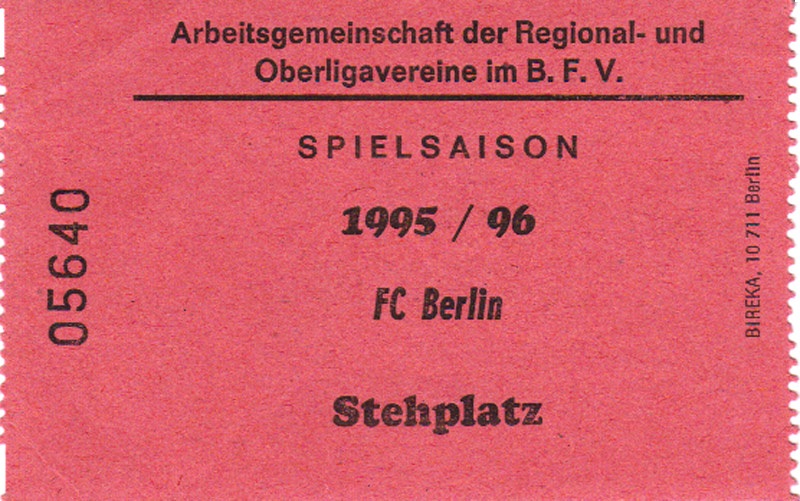 Arbeitsgemeinschaft der Regional- und
Oberligavereine im B. F. V.
SPIELSAISON
1995 / 96
FC Berlin
Stehplatz
05640
BIREKA, 10 711 Berlin